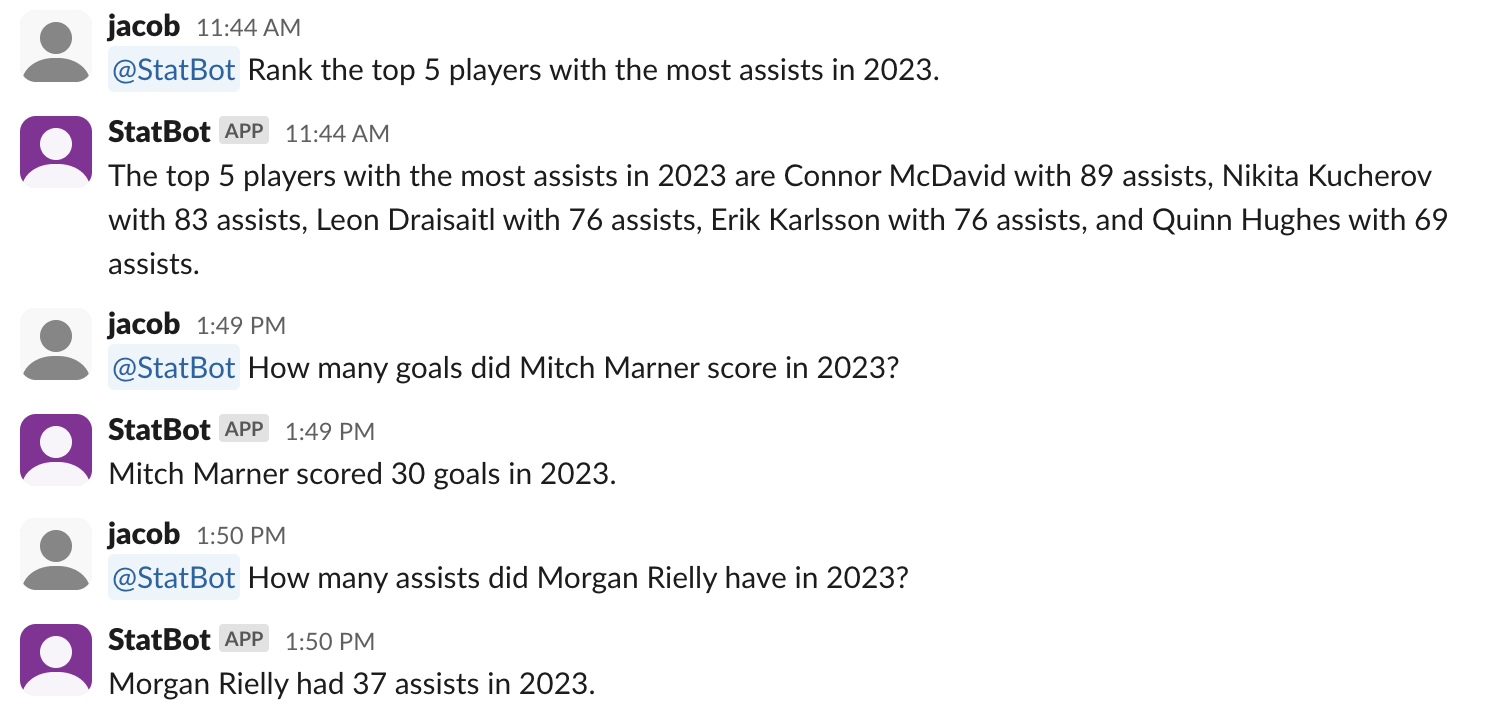 jacob 11:44 AM
@StatBot Rank the top 5 players with the most assists in 2023.
StatBot APP 11:44 AM
The top 5 players with the most assists in 2023 are Connor McDavid with 89 assists, Nikita Kucherov
with 83 assists, Leon Draisaitl with 76 assists, Erik Karlsson with 76 assists, and Quinn Hughes with 69
assists.
jacob 1:49 PM
@StatBot How many goals did Mitch Marner score in 2023?
StatBot APP 1:49 PM
Mitch Marner scored 30 goals in 2023.
jacob 1:50 PM
@StatBot How many assists did Morgan Rielly have in 2023?
StatBot APP 1:50 PM
Morgan Rielly had 37 assists in 2023.